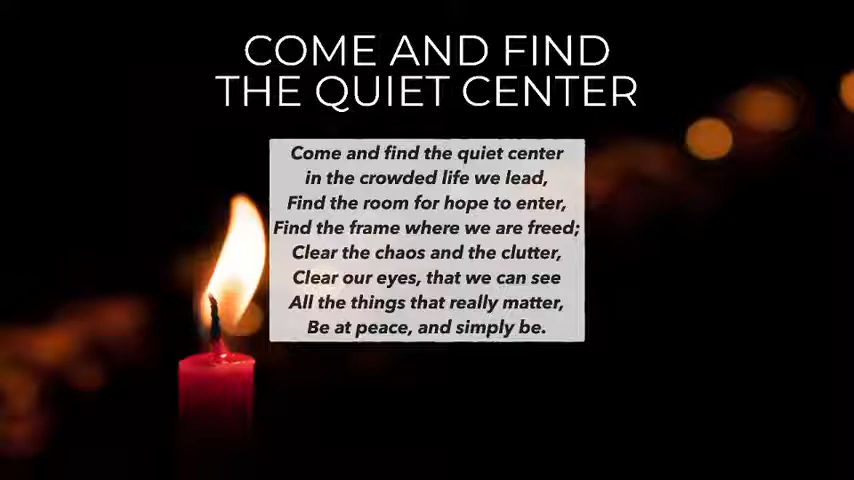 COME AND FIND
THE QUIET CENTER
Come and find the quiet center
in the crowded life we lead,
Find the room for hope to enter,
Find the frame where we are freed;
Clear the chaos and the clutter,
Clear our eyes, that we can see
All the things that really matter,
Be at peace, and simply be.